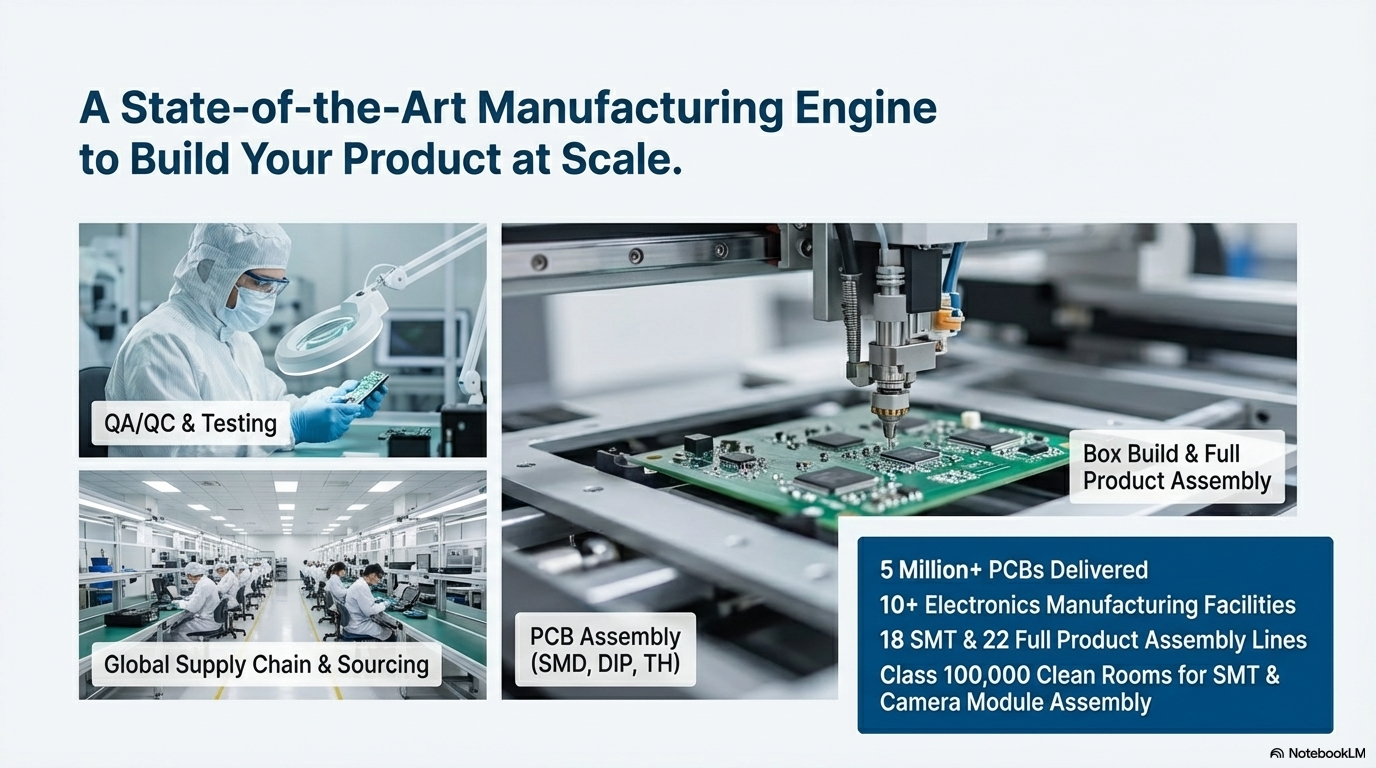 A State-of-the-Art Manufacturing Engine
to Build Your Product at Scale.
QA/QC & Testing
Global Supply Chain & Sourcing
PCB Assembly
(SMD, DIP, TH)
Box Build & Full
Product Assembly
5 Million+ PCBs Delivered
10+ Electronics Manufacturing Facilities
18 SMT & 22 Full Product Assembly Lines
Class 100,000 Clean Rooms for SMT &
Camera Module Assembly
NotebookLM